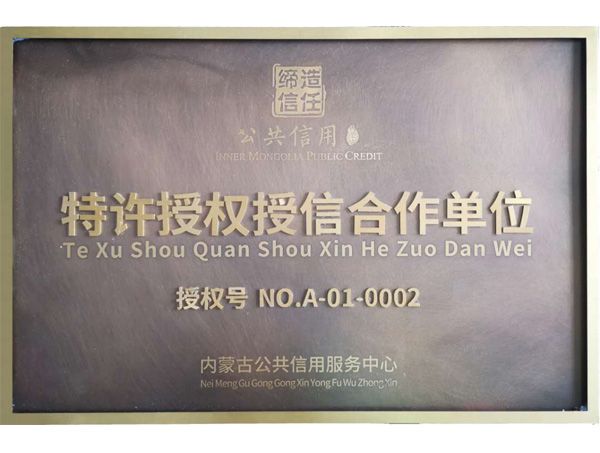 缔造
信任
公共信用
INNER MONGOLIA PUBLIC CREDIT
特许授权授信合作单位
Te Xu Shou Quan Shou Xin He Zuo Dan Wei
授权号 NO.A-01-0002
内蒙古公共信用服务中心
Nei Meng Gu Gong Gong Xin Yong Fu Wu Zhong Xin